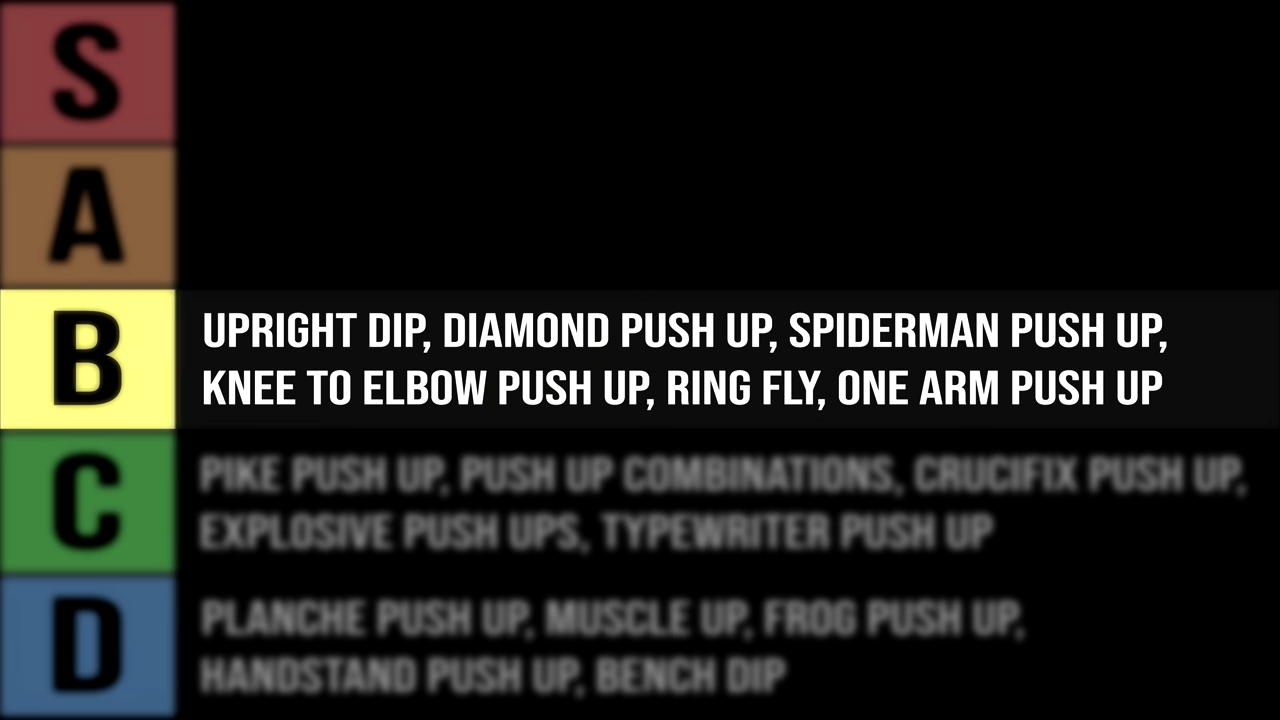 S
A
B
UPRIGHT DIP, DIAMOND PUSH UP, SPIDERMAN PUSH UP,
KNEE TO ELBOW PUSH UP, RING FLY, ONE ARM PUSH UP
C
PIKE PUSH UP, PUSH UP COMBINATIONS, CRUCIFIX PUSH UP,
EXPLOSIVE PUSH UPS, TYPEWRITER PUSH UP
D
PLANCHE PUSH UP, MUSCLE UP, FROG PUSH UP,
HANDSTAND PUSH UP, BENCH DIP